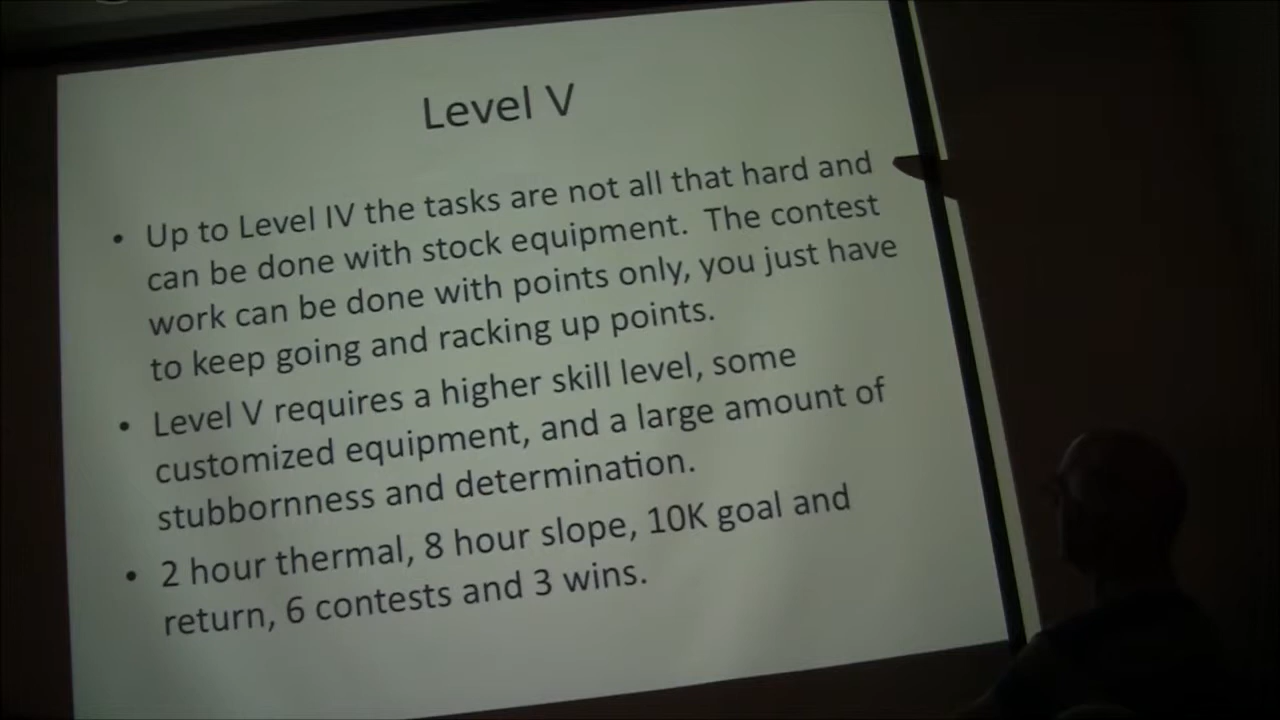 Level V
• Up to Level IV the tasks are not all that hard and
can be done with stock equipment. The contest
work can be done with points only, you just have
to keep going and racking up points.
• Level V requires a higher skill level, some
customized equipment, and a large amount of
stubbornness and determination.
• 2 hour thermal, 8 hour slope, 10K goal and
return, 6 contests and 3 wins.